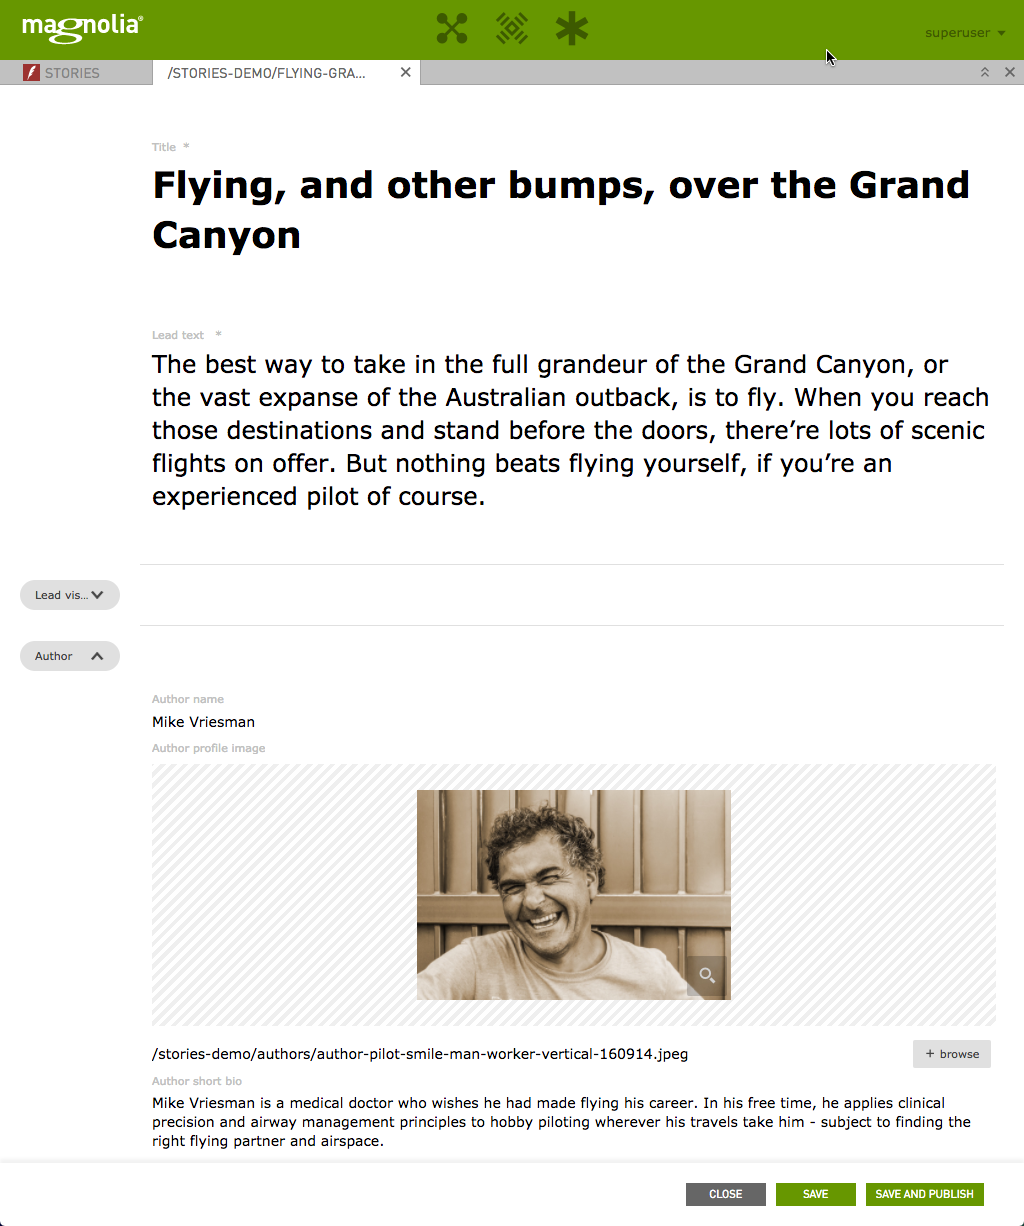 magnolia®
superuser
STORIES
/STORIES-DEMO/FLYING-GRA...
Title *
Flying, and other bumps, over the Grand
Canyon
Lead text *
The best way to take in the full grandeur of the Grand Canyon, or
the vast expanse of the Australian outback, is to fly. When you reach
those destinations and stand before the doors, there’re lots of scenic
flights on offer. But nothing beats flying yourself, if you’re an
experienced pilot of course.
Lead vis...
Author
Author name
Mike Vriesman
Author profile image
/stories-demo/authors/author-pilot-smile-man-worker-vertical-160914.jpeg
+ browse
Author short bio
Mike Vriesman is a medical doctor who wishes he had made flying his career. In his free time, he applies clinical
precision and airway management principles to hobby piloting wherever his travels take him - subject to finding the
right flying partner and airspace.
CLOSE
SAVE
SAVE AND PUBLISH